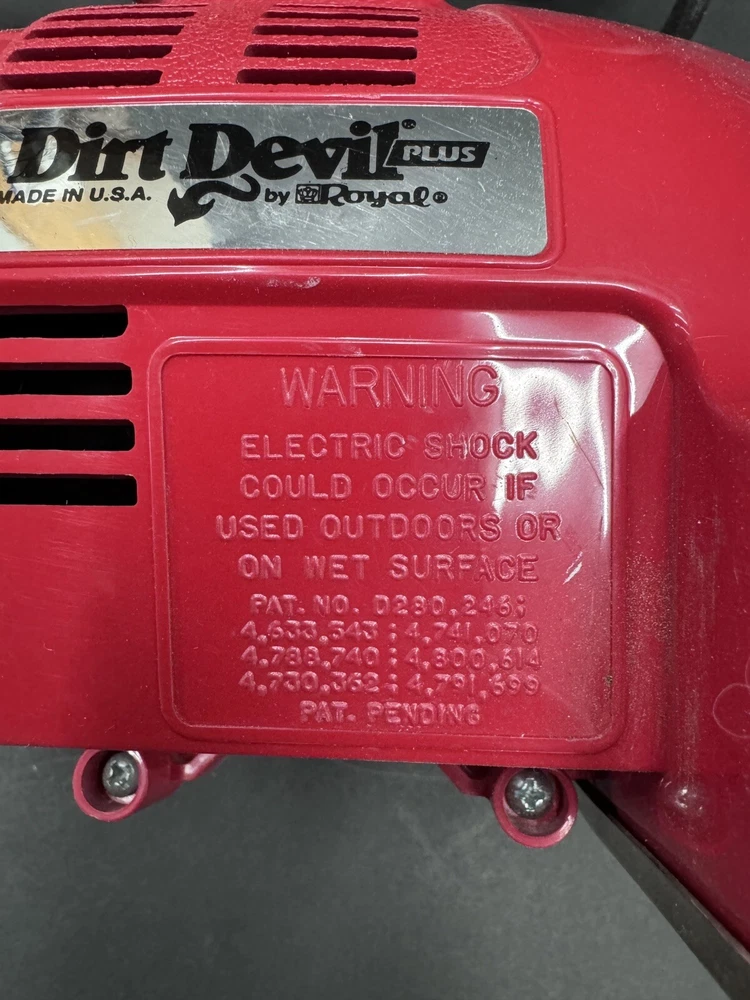 Dirt Devil® PLUS
MADE IN U.S.A. by Royal®
WARNING
ELECTRIC SHOCK
COULD OCCUR IF
USED OUTDOORS OR
ON WET SURFACE
PAT. NO. D280,246;
4,633,543 ; 4,741,070
4,788,740 ; 4,800,614
4,730,362 ; 4,791,699
PAT. PENDING